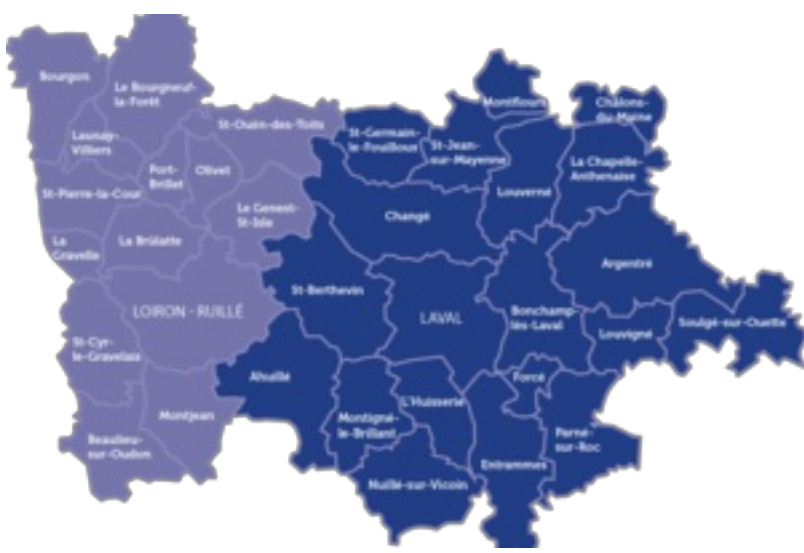 Bourgon
Le Bourgneuf-
la-Forêt
Launay-
Villiers
St-Ouën-des-Toits
Port-
Brillet
Olivet
St-Pierre-la-Cour
Le Genest-
St-Isle
La
Gravelle
La Brûlatte
LOIRON - RUILLÉ
St-Cyr-
le-Gravelais
Montjean
Beaulieu-
sur-Oudon
Montflours
Châlons-
du-Maine
St-Germain-
le-Fouilloux
St-Jean-
sur-Mayenne
La Chapelle-
Anthenaise
Louverné
Changé
Argentré
St-Berthevin
LAVAL
Bonchamp-
lès-Laval
Louvigné
Soulgé-sur-Ouette
Ahuillé
Forcé
L'Huisserie
Montigné-
le-Brillant
Parné-
sur-Roc
Entrammes
Nuillé-sur-Vicoin